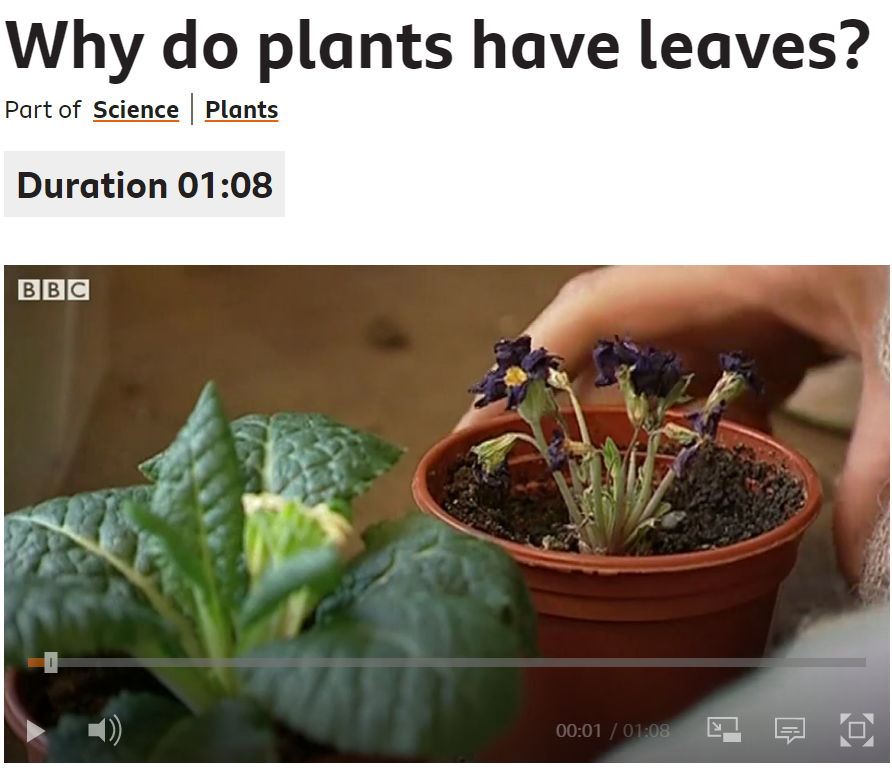 Why do plants have leaves?
Part of Science Plants
Duration 01:08
BBC
00:01 / 01:08